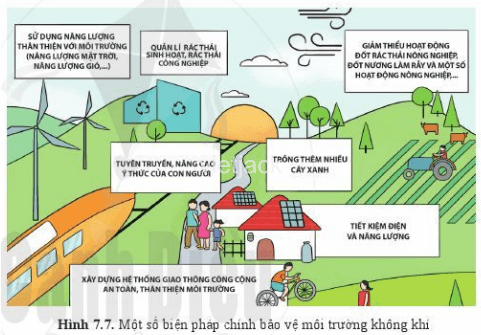 SỬ DỤNG NĂNG LƯỢNG
THÂN THIỆN VỚI MÔI TRƯỜNG
(NĂNG LƯỢNG MẶT TRỜI,
NĂNG LƯỢNG GIÓ,...)
QUẢN LÍ RÁC THẢI
SINH HOẠT, RÁC THẢI
CÔNG NGHIỆP
GIẢM THIỂU HOẠT ĐỘNG
ĐỐT RÁC THẢI NÔNG NGHIỆP,
ĐỐT NƯƠNG LÀM RẪY VÀ MỘT SỐ
HOẠT ĐỘNG NÔNG NGHIỆP,...
TUYÊN TRUYỀN, NÂNG CAO
Ý THỨC CỦA CON NGƯỜI
TRỒNG THÊM NHIỀU
CÂY XANH
TIẾT KIỆM ĐIỆN
VÀ NĂNG LƯỢNG
XÂY DỰNG HỆ THỐNG GIAO THÔNG CÔNG CỘNG
AN TOÀN, THÂN THIỆN MÔI TRƯỜNG
Hình 7.7. Một số biện pháp chính bảo vệ môi trường không khí